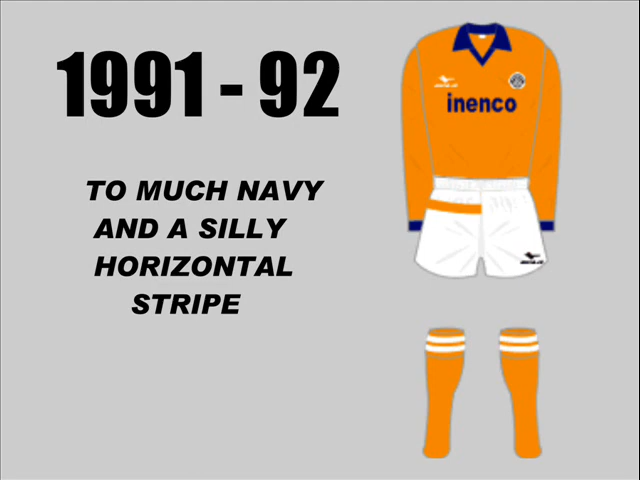 1991 - 92
TO MUCH NAVY
AND A SILLY
HORIZONTAL
STRIPE
inenco